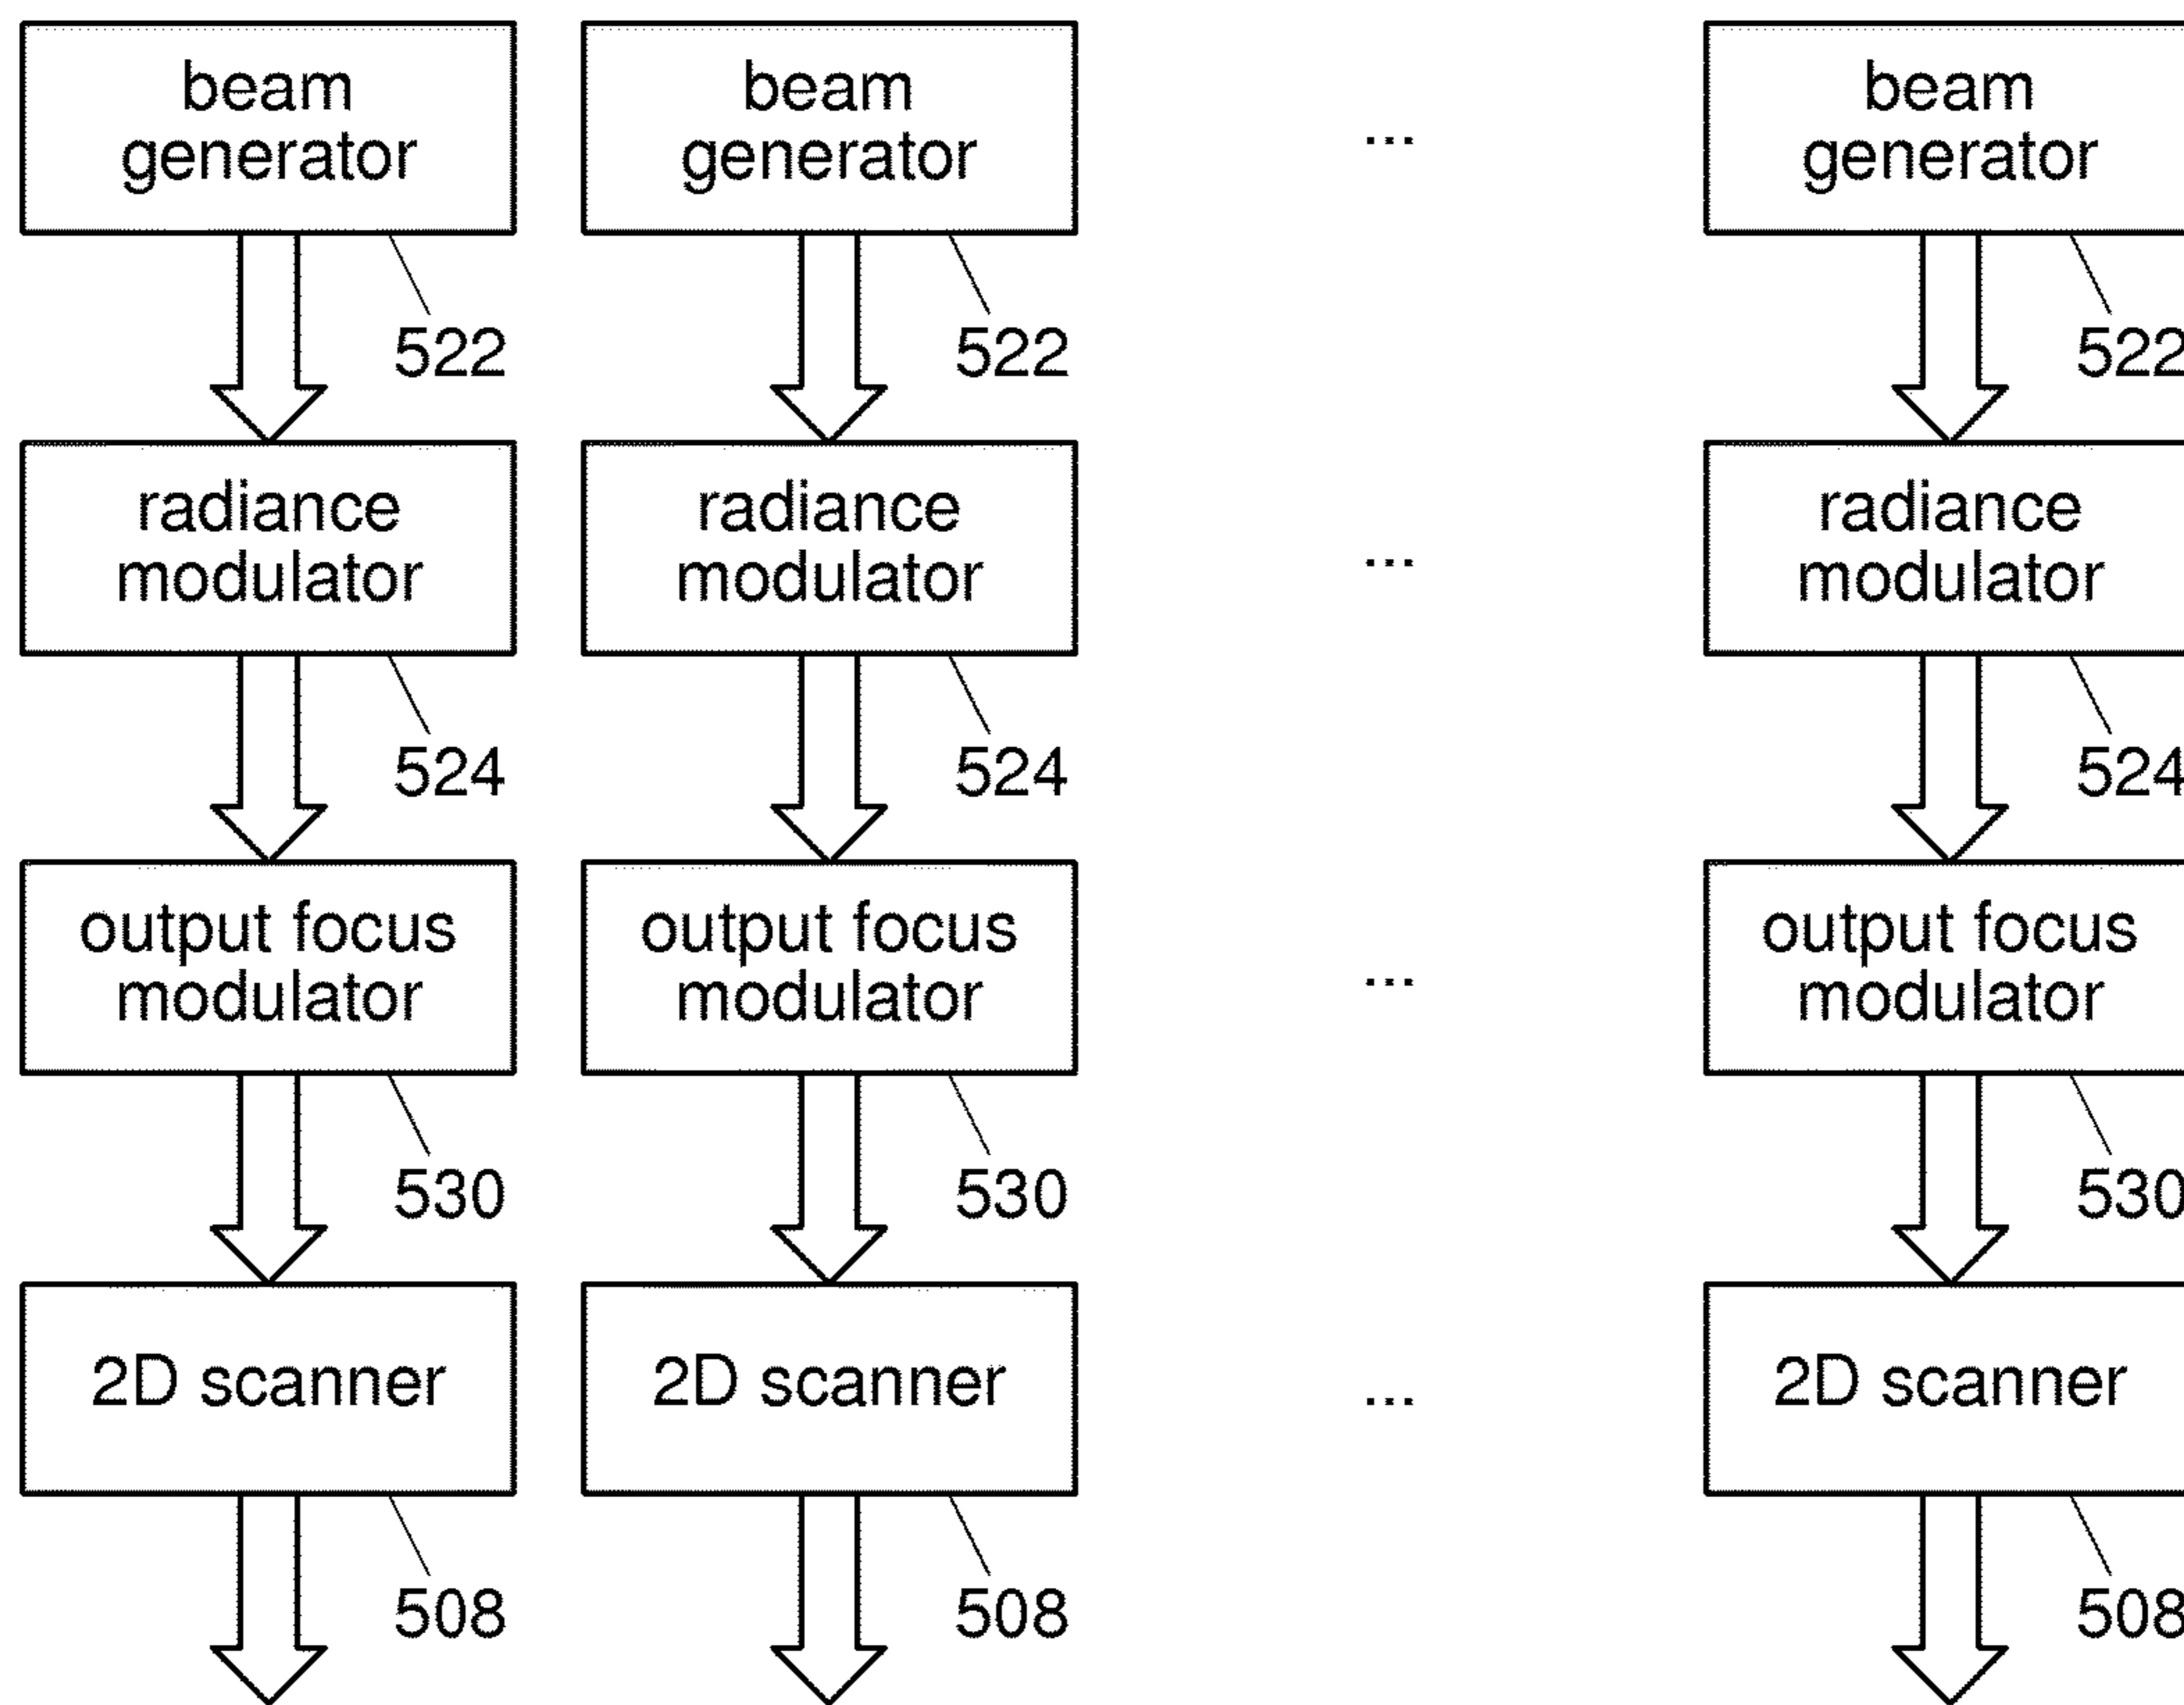 beam beam beam
generator generator ... generator
522 522 522
radiance radiance radiance
modulator modulator ... modulator
524 524 524
output focus output focus output focus
modulator modulator ... modulator
530 530 530
2D scanner 2D scanner ... 2D scanner
508 508 508